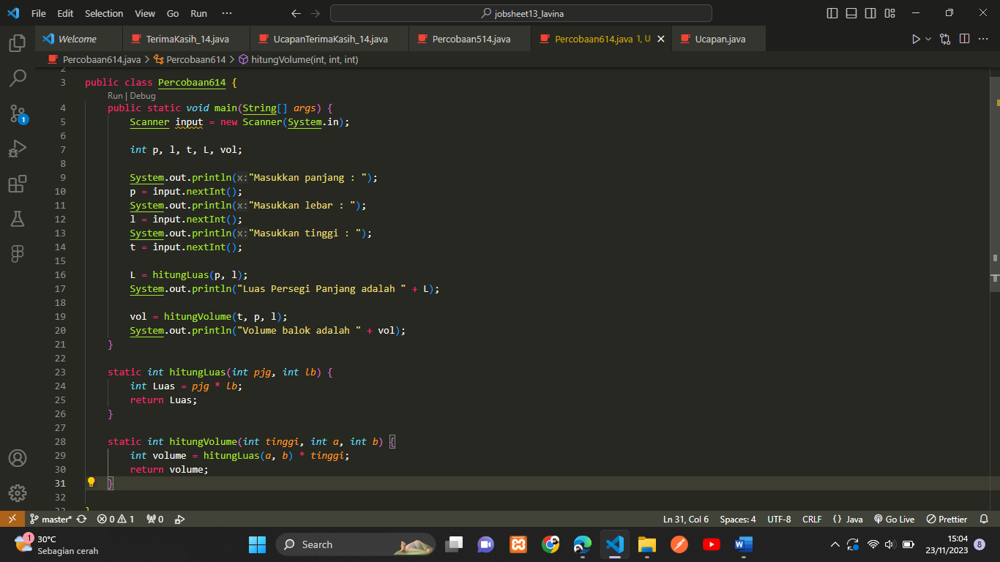 File Edit Selection View Go Run ··· jobsheet13_lavina
Welcome TerimaKasih_14.java UcapanTerimaKasih_14.java Percobaan514.java Percobaan614.java 1, U Ucapan.java
Percobaan614.java > Percobaan614 > hitungVolume(int, int, int)
2
3 public class Percobaan614 {
Run | Debug
4 public static void main(String[] args) {
5 Scanner input = new Scanner(System.in);
6
7 int p, l, t, L, vol;
8
9 System.out.println(x:"Masukkan panjang : ");
10 p = input.nextInt();
11 System.out.println(x:"Masukkan lebar : ");
12 l = input.nextInt();
13 System.out.println(x:"Masukkan tinggi : ");
14 t = input.nextInt();
15
16 L = hitungLuas(p, l);
17 System.out.println("Luas Persegi Panjang adalah " + L);
18
19 vol = hitungVolume(t, p, l);
20 System.out.println("Volume balok adalah " + vol);
21 }
22
23 static int hitungLuas(int pjg, int lb) {
24 int Luas = pjg * lb;
25 return Luas;
26 }
27
28 static int hitungVolume(int tinggi, int a, int b) {
29 int volume = hitungLuas(a, b) * tinggi;
30 return volume;
31 }
32
33 }
1
master* 0 1 0 Ln 31, Col 6 Spaces: 4 UTF-8 CRLF {} Java Go Live Prettier
1 30°C
Sebagian cerah
Search
15:04
23/11/2023 8